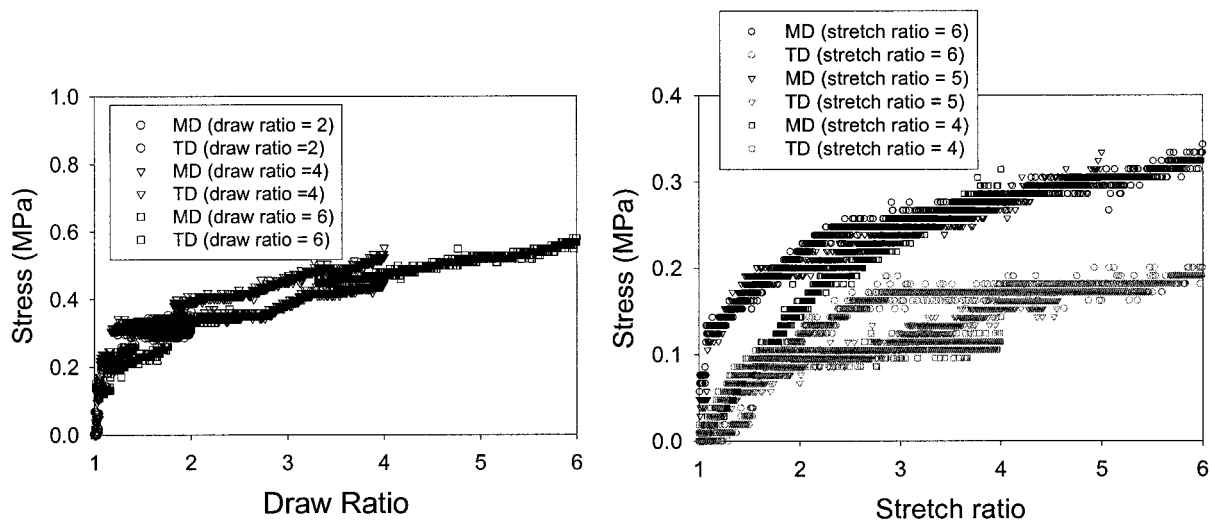 1.0
0.8
0.6
0.4
0.2
0.0
Stress (MPa)
MD (draw ratio = 2)
TD (draw ratio =2)
MD (draw ratio =4)
TD (draw ratio =4)
MD (draw ratio = 6)
TD (draw ratio = 6)
1 2 3 4 5 6
Draw Ratio
MD (stretch ratio = 6)
TD (stretch ratio = 6)
MD (stretch ratio = 5)
TD (stretch ratio = 5)
MD (stretch ratio = 4)
TD (stretch ratio = 4)
0.4
0.3
0.2
0.1
0.0
Stress (MPa)
1 2 3 4 5 6
Stretch ratio